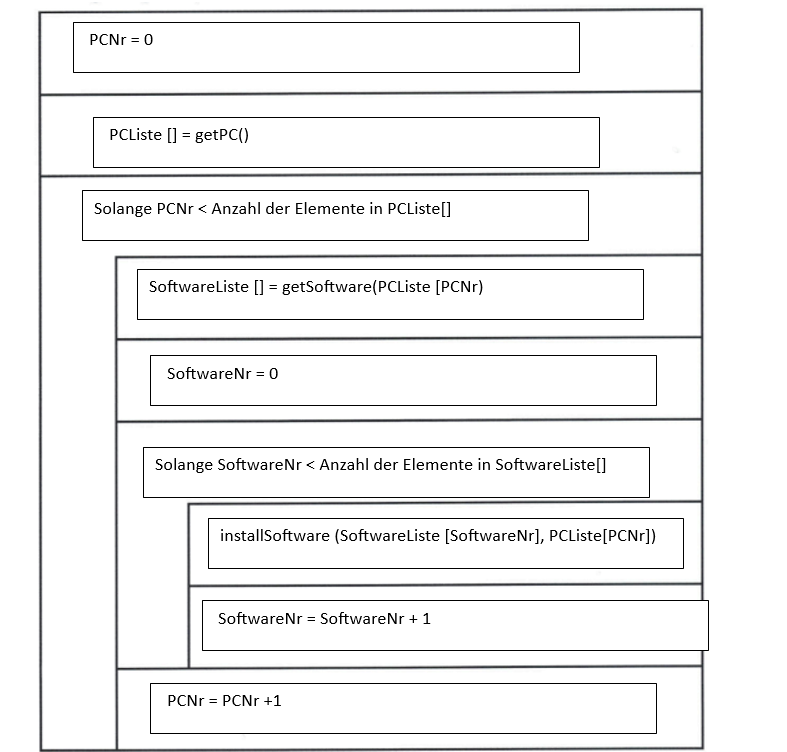 PCNr = 0
PCListe [] = getPC()
Solange PCNr < Anzahl der Elemente in PCListe[]
SoftwareListe [] = getSoftware(PCListe [PCNr)
SoftwareNr = 0
Solange SoftwareNr < Anzahl der Elemente in SoftwareListe[]
installSoftware (SoftwareListe [SoftwareNr], PCListe[PCNr])
SoftwareNr = SoftwareNr + 1
PCNr = PCNr +1